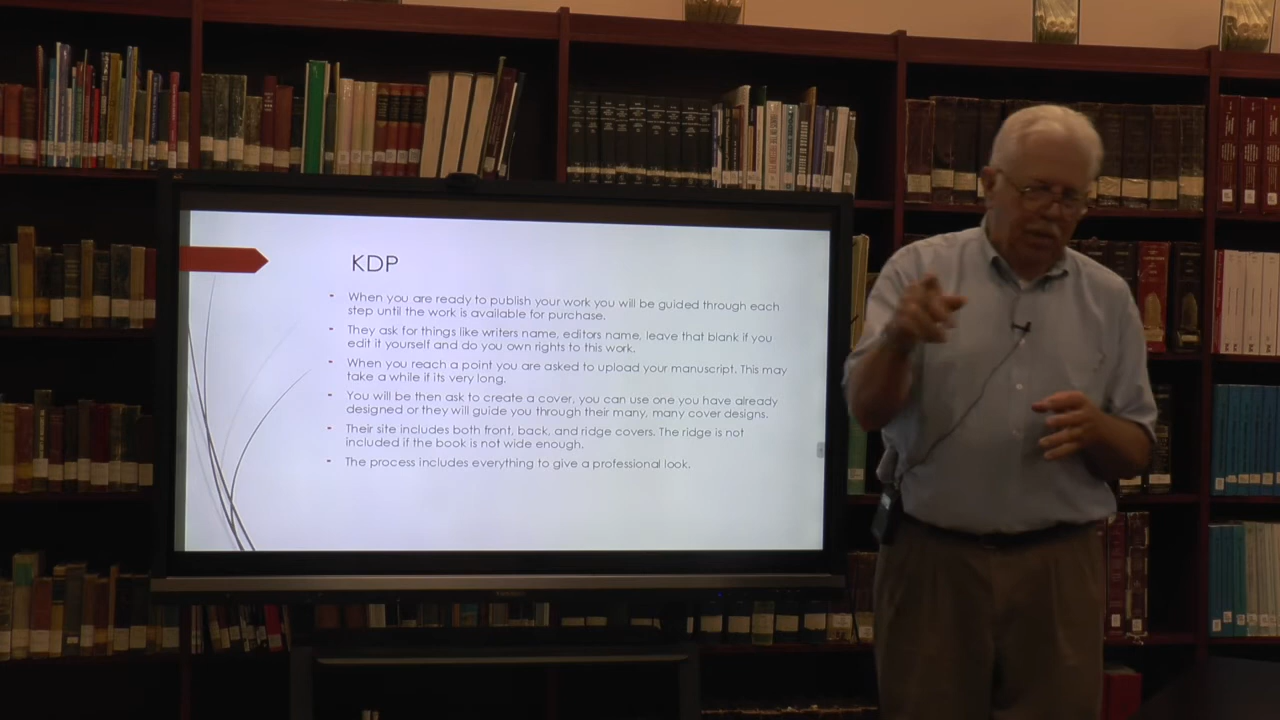 KDP
When you are ready to publish your work you will be guided through each
step until the work is available for purchase.
They ask for things like writers name, editors name, leave that blank if you
edit it yourself and do you own rights to this work.
When you reach a point you are asked to upload your manuscript. This may
take a while if its very long.
You will be then ask to create a cover, you can use one you have already
designed or they will guide you through their many, many cover designs.
Their site includes both front, back, and ridge covers. The ridge is not
included if the book is not wide enough.
The process includes everything to give a professional look.